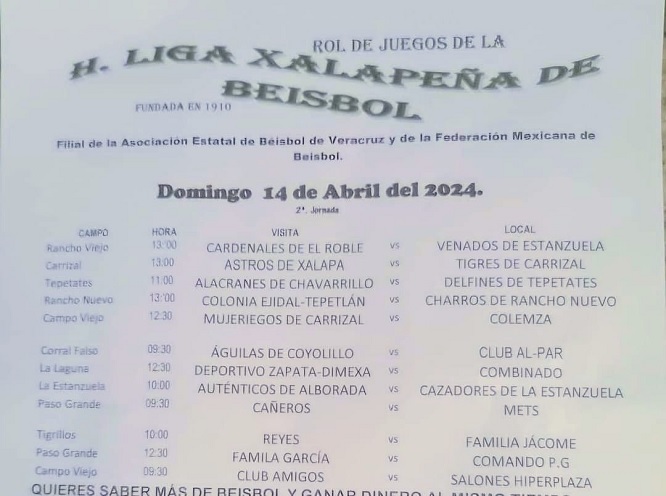 ROL DE JUEGOS DE LA
H. LIGA XALAPEÑA DE
BEISBOL
FUNDADA EN 1910
Filial de la Asociación Estatal de Beisbol de Veracruz y de la Federación Mexicana de
Beisbol.
Domingo 14 de Abril del 2024.
2ª. Jornada
CAMPO HORA VISITA LOCAL
Rancho Viejo 13:00 CARDENALES DE EL ROBLE vs VENADOS DE ESTANZUELA
Carrizal 13:00 ASTROS DE XALAPA vs TIGRES DE CARRIZAL
Tepetates 11:00 ALACRANES DE CHAVARRILLO vs DELFINES DE TEPETATES
Rancho Nuevo 13:00 COLONIA EJIDAL-TEPETLÁN vs CHARROS DE RANCHO NUEVO
Campo Viejo 12:30 MUJERIEGOS DE CARRIZAL vs COLEMZA
Corral Falso 09:30 ÁGUILAS DE COYOLILLO vs CLUB AL-PAR
La Laguna 12:30 DEPORTIVO ZAPATA-DIMEXA vs COMBINADO
La Estanzuela 10:00 AUTÉNTICOS DE ALBORADA vs CAZADORES DE LA ESTANZUELA
Paso Grande 09:30 CAÑEROS vs METS
Tigrillos 10:00 REYES vs FAMILIA JÁCOME
Paso Grande 12:30 FAMILA GARCÍA vs COMANDO P.G
Campo Viejo 09:30 CLUB AMIGOS vs SALONES HIPERPLAZA
QUIERES SABER MÁS DE BEISBOL Y GANAR DINERO AL MISMO TIEMPO